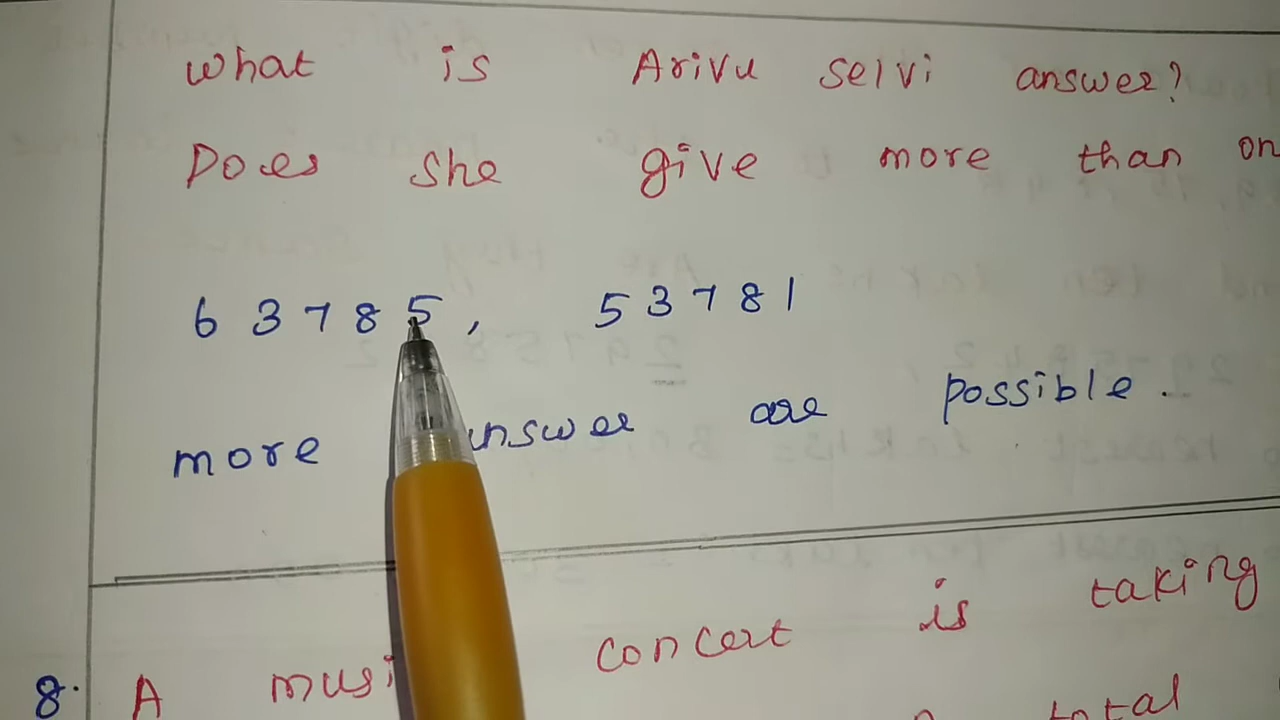 What is Arivu selvi answer?
Does she give more than on
6 3 7 8 5, 5 3 7 8 1
more answer are possible.
8. A musi concert is taking
total